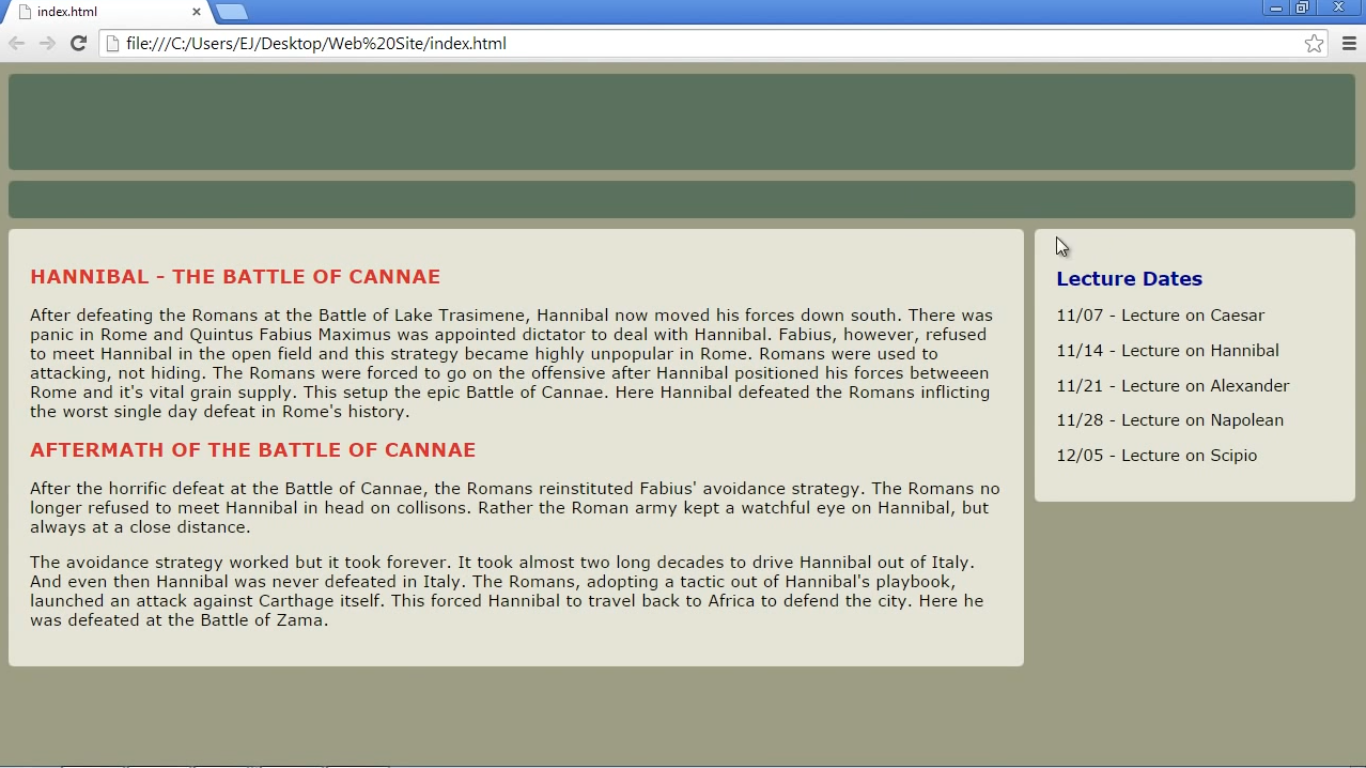 index.html
file:///C:/Users/EJ/Desktop/Web%20Site/index.html
HANNIBAL - THE BATTLE OF CANNAE
After defeating the Romans at the Battle of Lake Trasimene, Hannibal now moved his forces down south. There was
panic in Rome and Quintus Fabius Maximus was appointed dictator to deal with Hannibal. Fabius, however, refused
to meet Hannibal in the open field and this strategy became highly unpopular in Rome. Romans were used to
attacking, not hiding. The Romans were forced to go on the offensive after Hannibal positioned his forces betweeen
Rome and it's vital grain supply. This setup the epic Battle of Cannae. Here Hannibal defeated the Romans inflicting
the worst single day defeat in Rome's history.
AFTERMATH OF THE BATTLE OF CANNAE
After the horrific defeat at the Battle of Cannae, the Romans reinstituted Fabius' avoidance strategy. The Romans no
longer refused to meet Hannibal in head on collisons. Rather the Roman army kept a watchful eye on Hannibal, but
always at a close distance.
The avoidance strategy worked but it took forever. It took almost two long decades to drive Hannibal out of Italy.
And even then Hannibal was never defeated in Italy. The Romans, adopting a tactic out of Hannibal's playbook,
launched an attack against Carthage itself. This forced Hannibal to travel back to Africa to defend the city. Here he
was defeated at the Battle of Zama.
Lecture Dates
11/07 - Lecture on Caesar
11/14 - Lecture on Hannibal
11/21 - Lecture on Alexander
11/28 - Lecture on Napolean
12/05 - Lecture on Scipio